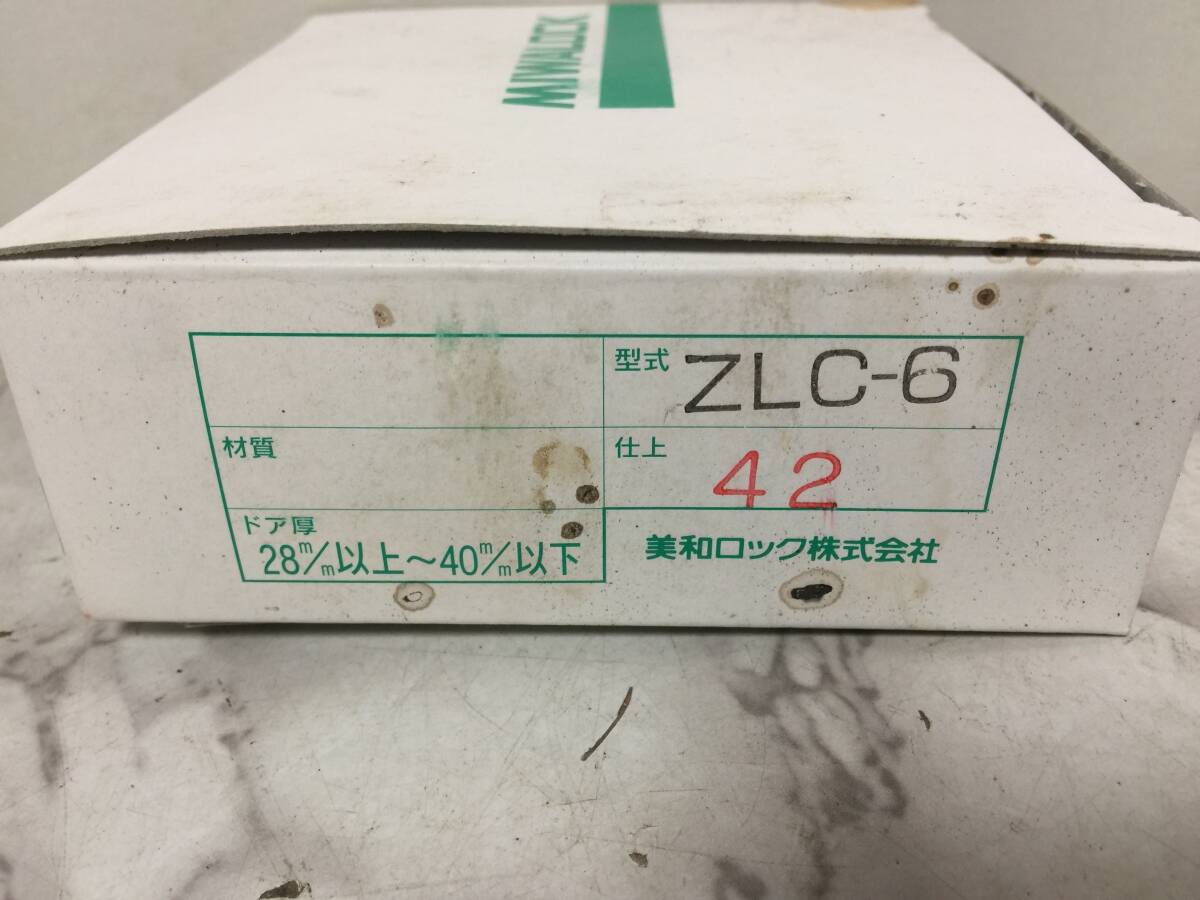 MIWALOCK
型式 ZLC-6
材質
仕上 42
ドア厚
28m/m以上～40m/m以下
美和ロック株式会社